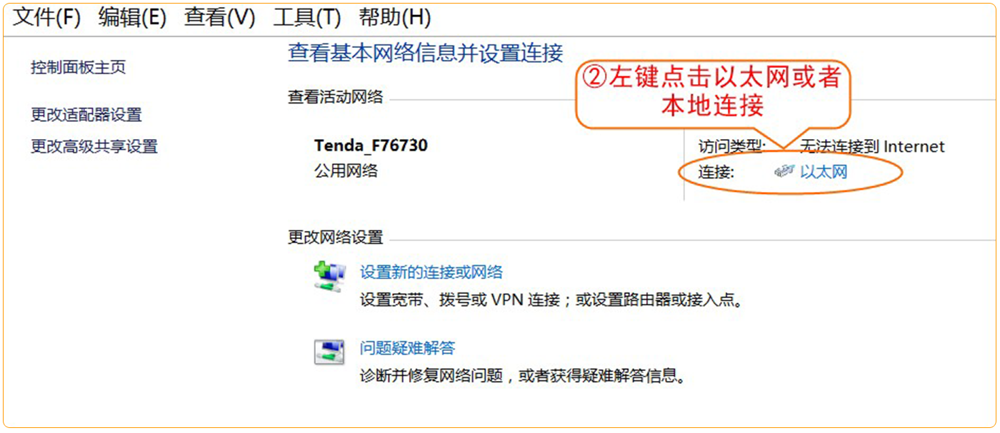 文件(F) 编辑(E) 查看(V) 工具(T) 帮助(H)
控制面板主页
更改适配器设置
更改高级共享设置
查看基本网络信息并设置连接
②左键点击以太网或者
本地连接
查看活动网络
Tenda_F76730
公用网络
访问类型: 无法连接到 Internet
连接: 以太网
更改网络设置
设置新的连接或网络
设置宽带、拨号或 VPN 连接；或设置路由器或接入点。
问题疑难解答
诊断并修复网络问题，或者获得疑难解答信息。